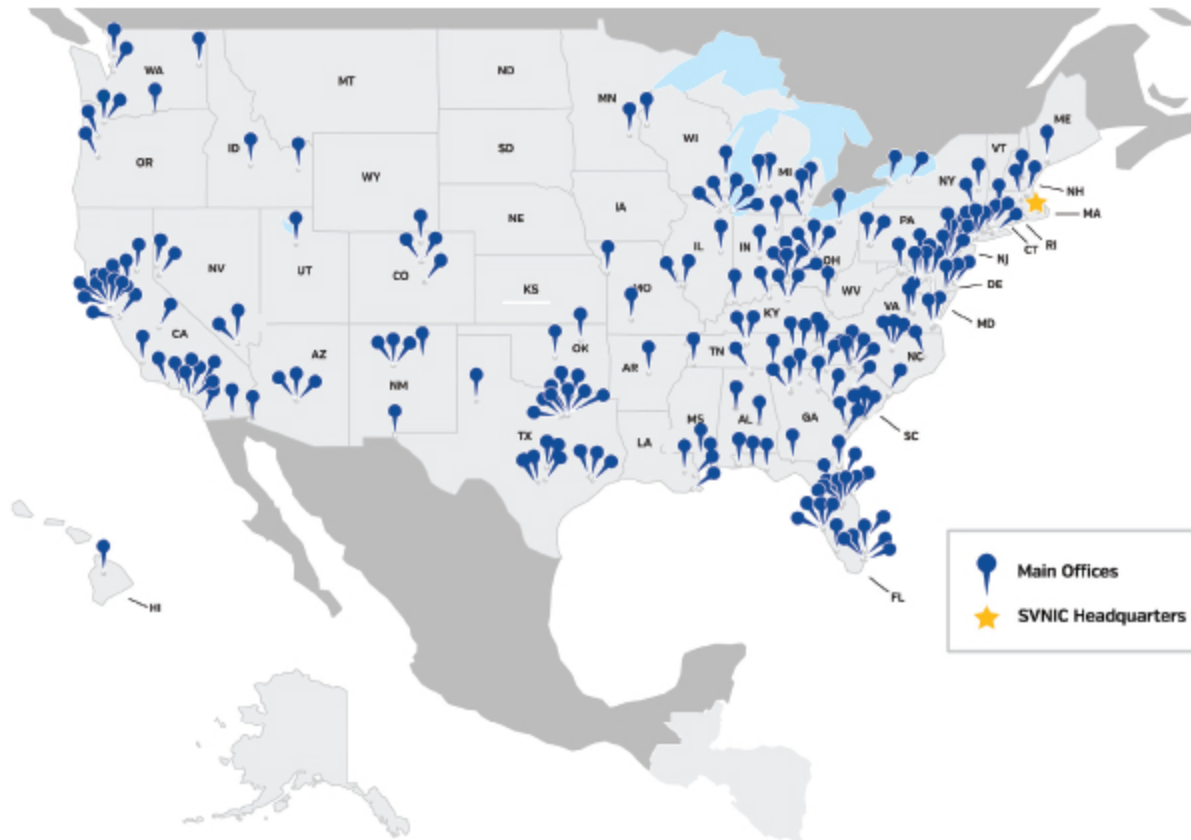 WA
MT
ND
MN
ME
OR
ID
WY
SD
WI
MI
VT
NY
NH
MA
RI
CT
NV
UT
CO
NE
IA
IL
IN
OH
PA
NJ
DE
MD
CA
AZ
NM
KS
MO
KY
WV
VA
OK
AR
TN
NC
TX
LA
MS
AL
GA
SC
FL
HI
Main Offices
SVNIC Headquarters